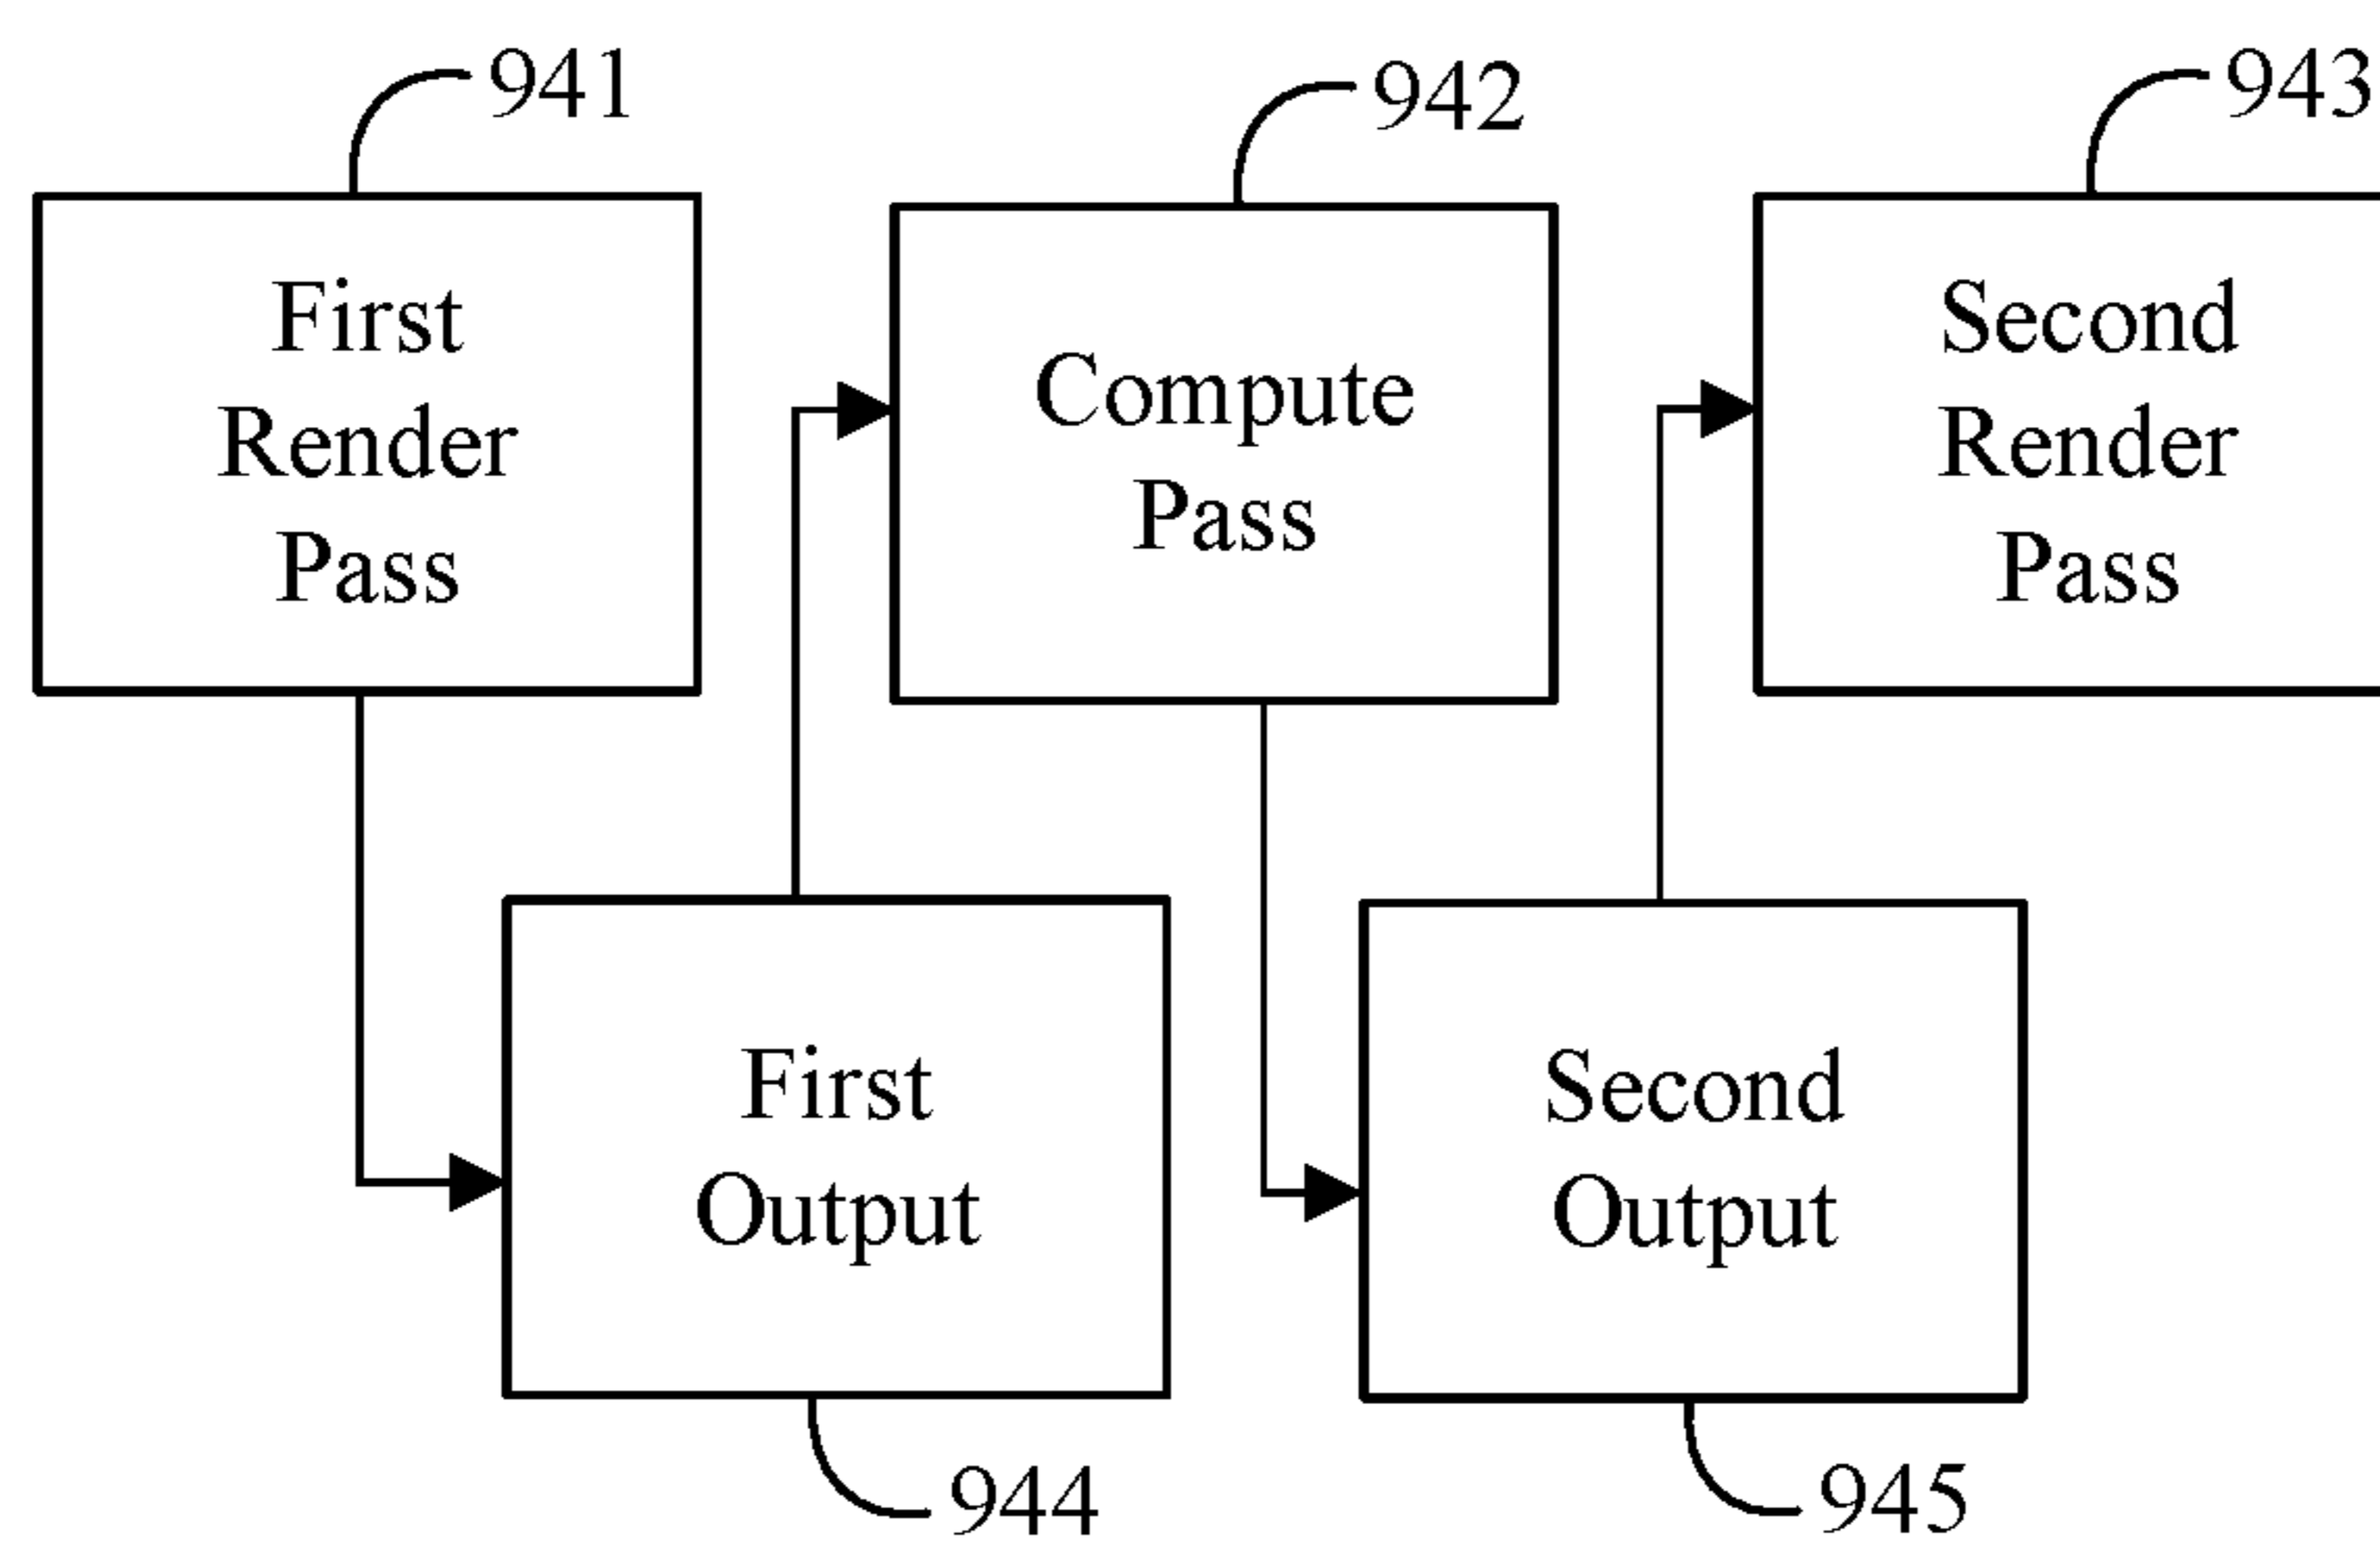 941
942
943
First
Render
Pass
Compute
Pass
Second
Render
Pass
First
Output
Second
Output
944
945